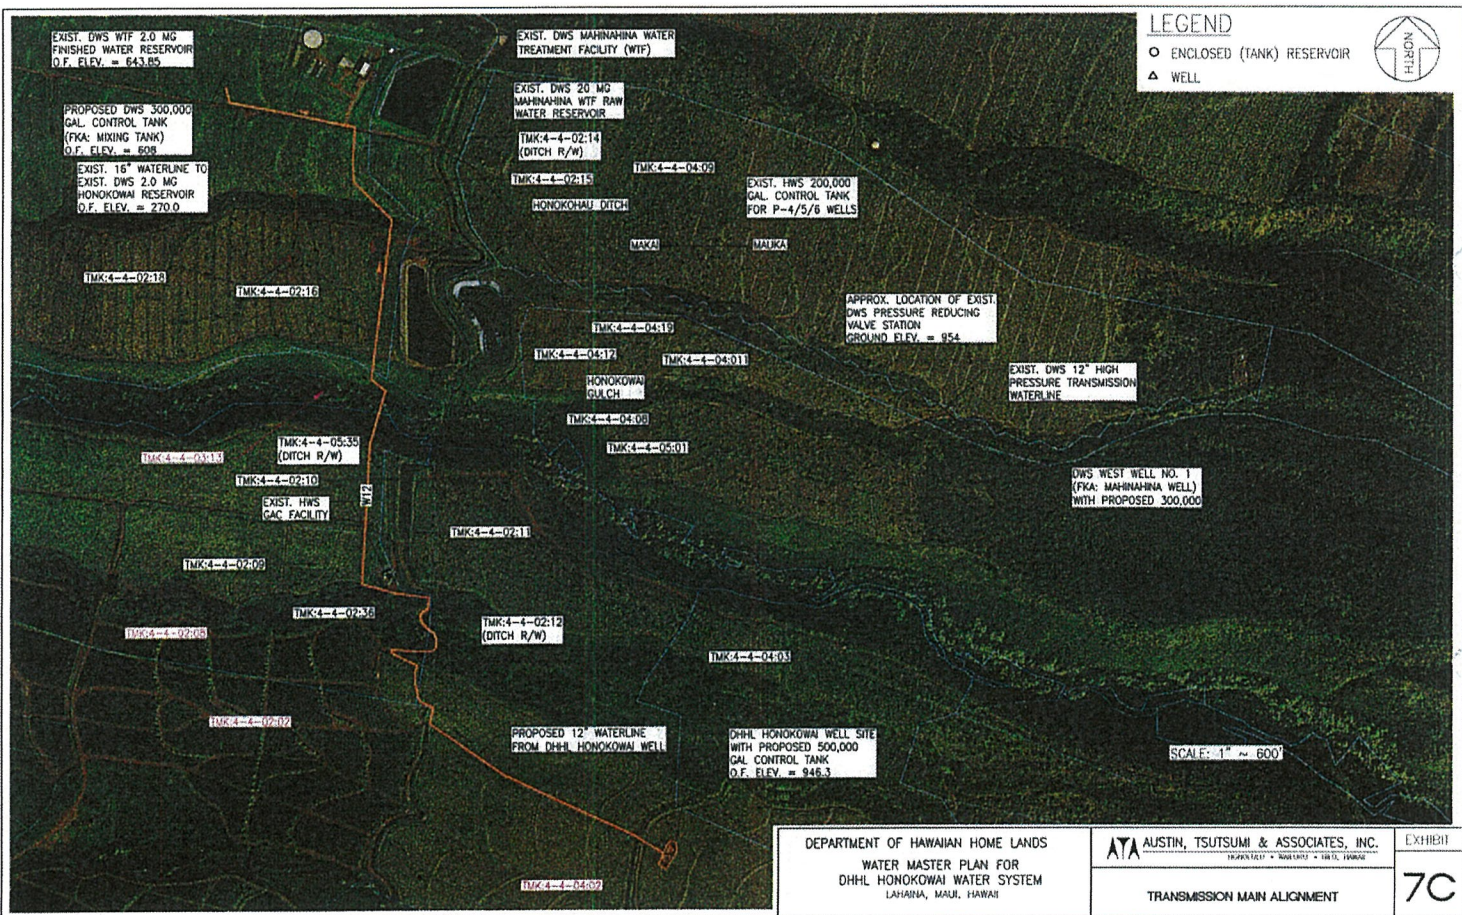 EXIST. DWS WTF 2.0 MG
FINISHED WATER RESERVOIR
O.F. ELEV. = 643.85
EXIST. DWS MAHINAHINA WATER
TREATMENT FACILITY (WTF)
LEGEND
ENCLOSED (TANK) RESERVOIR
WELL
NORTH
PROPOSED DWS 300,000
GAL. CONTROL TANK
(FKA: MIXING TANK)
O.F. ELEV. = 608
EXIST. DWS 20 MG
MAHINAHINA WTF RAW
WATER RESERVOIR
TMK:4-4-02:14
(DITCH R/W)
TMK:4-4-02:15
TMK:4-4-04:09
EXIST. 16" WATERLINE TO
EXIST. DWS 2.0 MG
HONOKOWAI RESERVOIR
O.F. ELEV. = 270.0
HONOKOHAU DITCH
EXIST. HWS 200,000
GAL. CONTROL TANK
FOR P-4/5/6 WELLS
MAKAI
MAUKA
TMK:4-4-02:18
TMK:4-4-02:16
APPROX. LOCATION OF EXIST.
DWS PRESSURE REDUCING
VALVE STATION
GROUND ELEV. = 954
TMK:4-4-04:19
TMK:4-4-04:12
TMK:4-4-04:011
EXIST. DWS 12" HIGH
PRESSURE TRANSMISSION
WATERLINE
HONOKOWAI
GULCH
TMK:4-4-04:08
TMK:4-4-05:01
TMK:4-4-05:35
(DITCH R/W)
TMK:4-4-03:13
TMK:4-4-02:10
DWS WEST WELL NO. 1
(FKA: MAHINAHINA WELL)
WITH PROPOSED 300,000
EXIST. HWS
GAC FACILITY
W12
TMK:4-4-02:11
TMK:4-4-02:09
TMK:4-4-02:36
TMK:4-4-02:08
TMK:4-4-02:12
(DITCH R/W)
TMK:4-4-04:03
TMK:4-4-02:02
PROPOSED 12" WATERLINE
FROM DHHL HONOKOWAI WELL
DHHL HONOKOWAI WELL SITE
WITH PROPOSED 500,000
GAL CONTROL TANK
O.F. ELEV. = 946.3
SCALE: 1" ~ 600'
TMK:4-4-04:02
DEPARTMENT OF HAWAIIAN HOME LANDS
WATER MASTER PLAN FOR
DHHL HONOKOWAI WATER SYSTEM
LAHAINA, MAUI, HAWAII
ATA AUSTIN, TSUTSUMI & ASSOCIATES, INC.
HONOLULU • WAILUKU • HILO, HAWAII
TRANSMISSION MAIN ALIGNMENT
EXHIBIT
7C